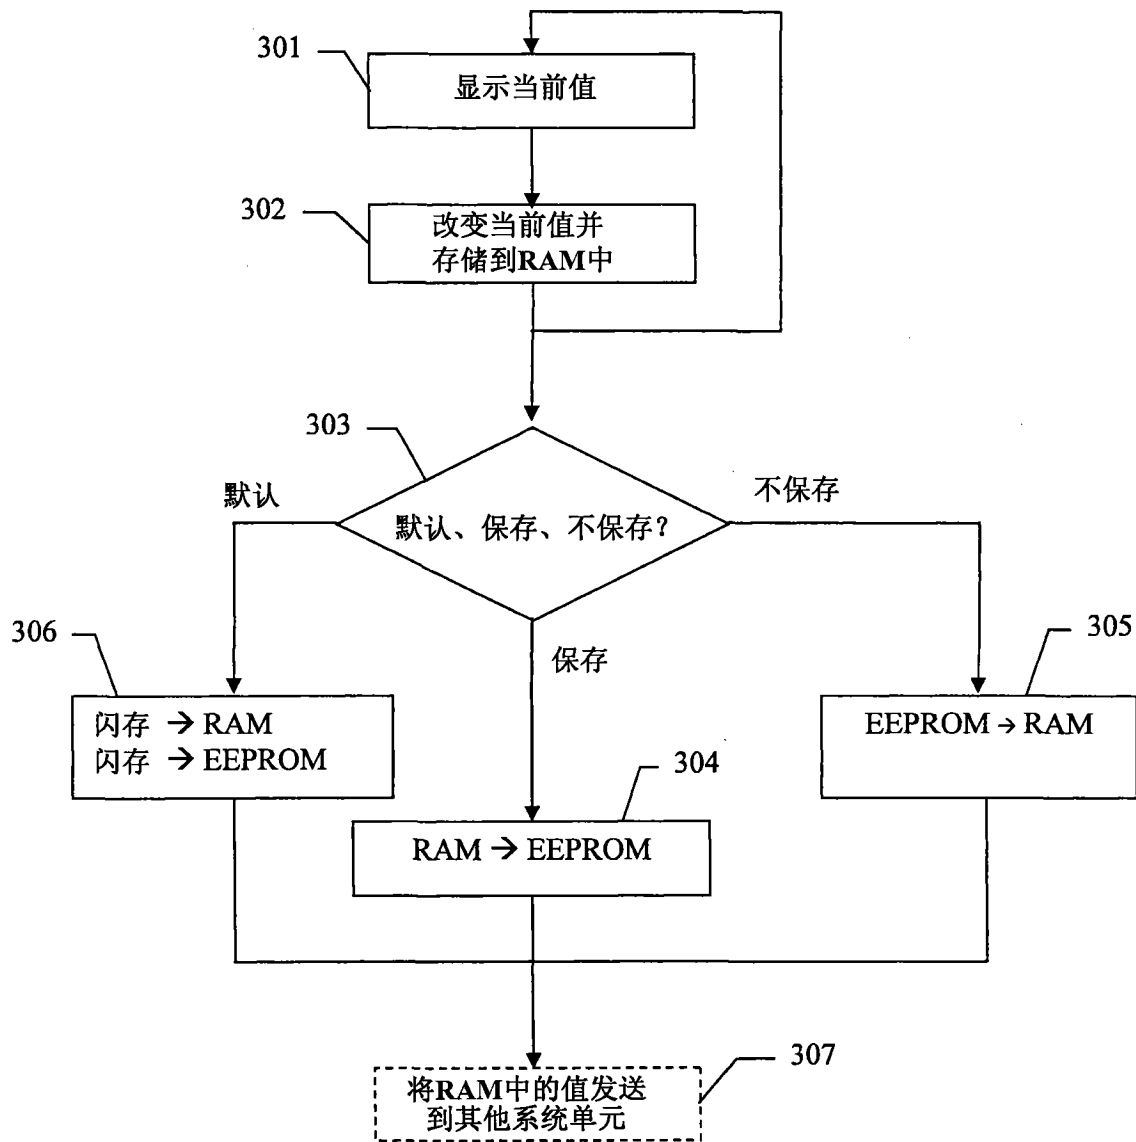 301
显示当前值
302
改变当前值并
存储到RAM中
303
默认
默认、保存、不保存?
不保存
306
保存
305
闪存 → RAM
闪存 → EEPROM
EEPROM → RAM
304
RAM → EEPROM
307
将RAM中的值发送
到其他系统单元